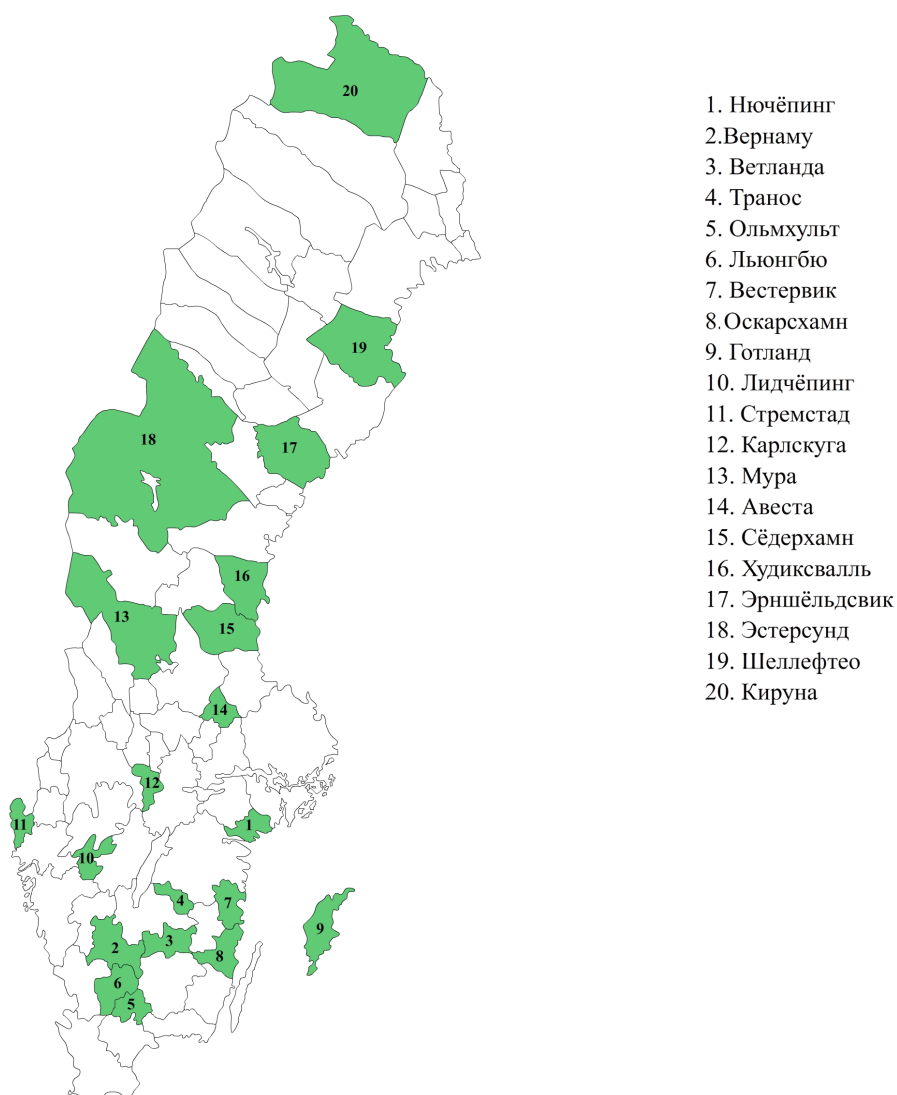 20
19
18
17
16
13
15
14
12
11
1
10
4
7
9
3
2
8
6
5
1. Нючёпинг
2.Вернаму
3. Ветланда
4. Транос
5. Ольмхульт
6. Льюнгбю
7. Вестервик
8.Оскарсхамн
9. Готланд
10. Лидчёпинг
11. Стремстад
12. Карлскуга
13. Мура
14. Авеста
15. Сёдерхамн
16. Худиксвалль
17. Эрншёльдсвик
18. Эстерсунд
19. Шеллефтео
20. Кируна